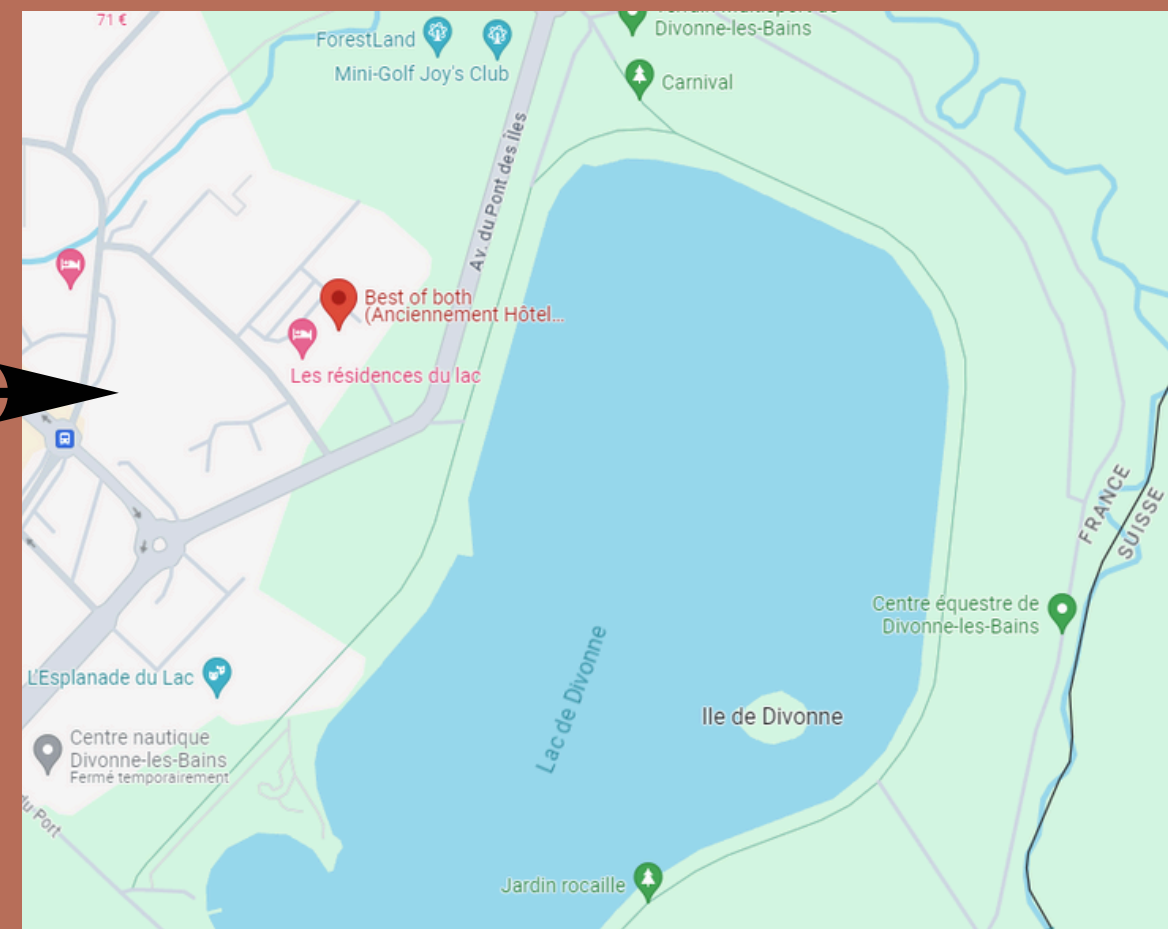 71 €
ForestLand
Mini-Golf Joy's Club
Divonne-les-Bains
Carnival
Av. du Pont des Îles
Best of both
(Anciennement Hôtel...
Les résidences du lac
FRANCE
SUISSE
Centre équestre de
Divonne-les-Bains
L'Esplanade du Lac
Lac de Divonne
Ile de Divonne
Centre nautique
Divonne-les-Bains
Fermé temporairement
du Port
Jardin rocaille